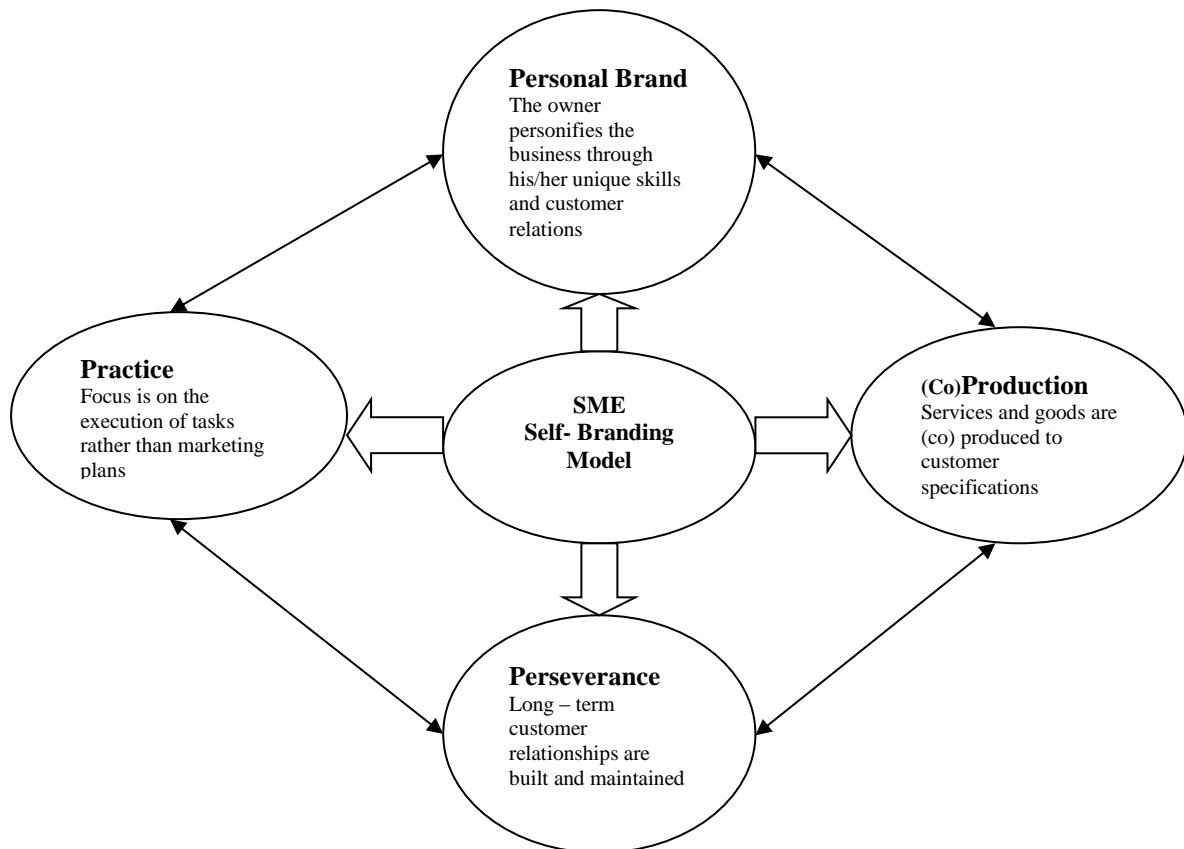 Personal Brand
The owner
personifies the
business through
his/her unique skills
and customer
relations
Practice
Focus is on the
execution of tasks
rather than marketing
plans
SME
Self- Branding
Model
(Co)Production
Services and goods are
(co) produced to
customer
specifications
Perseverance
Long – term
customer
relationships are
built and maintained